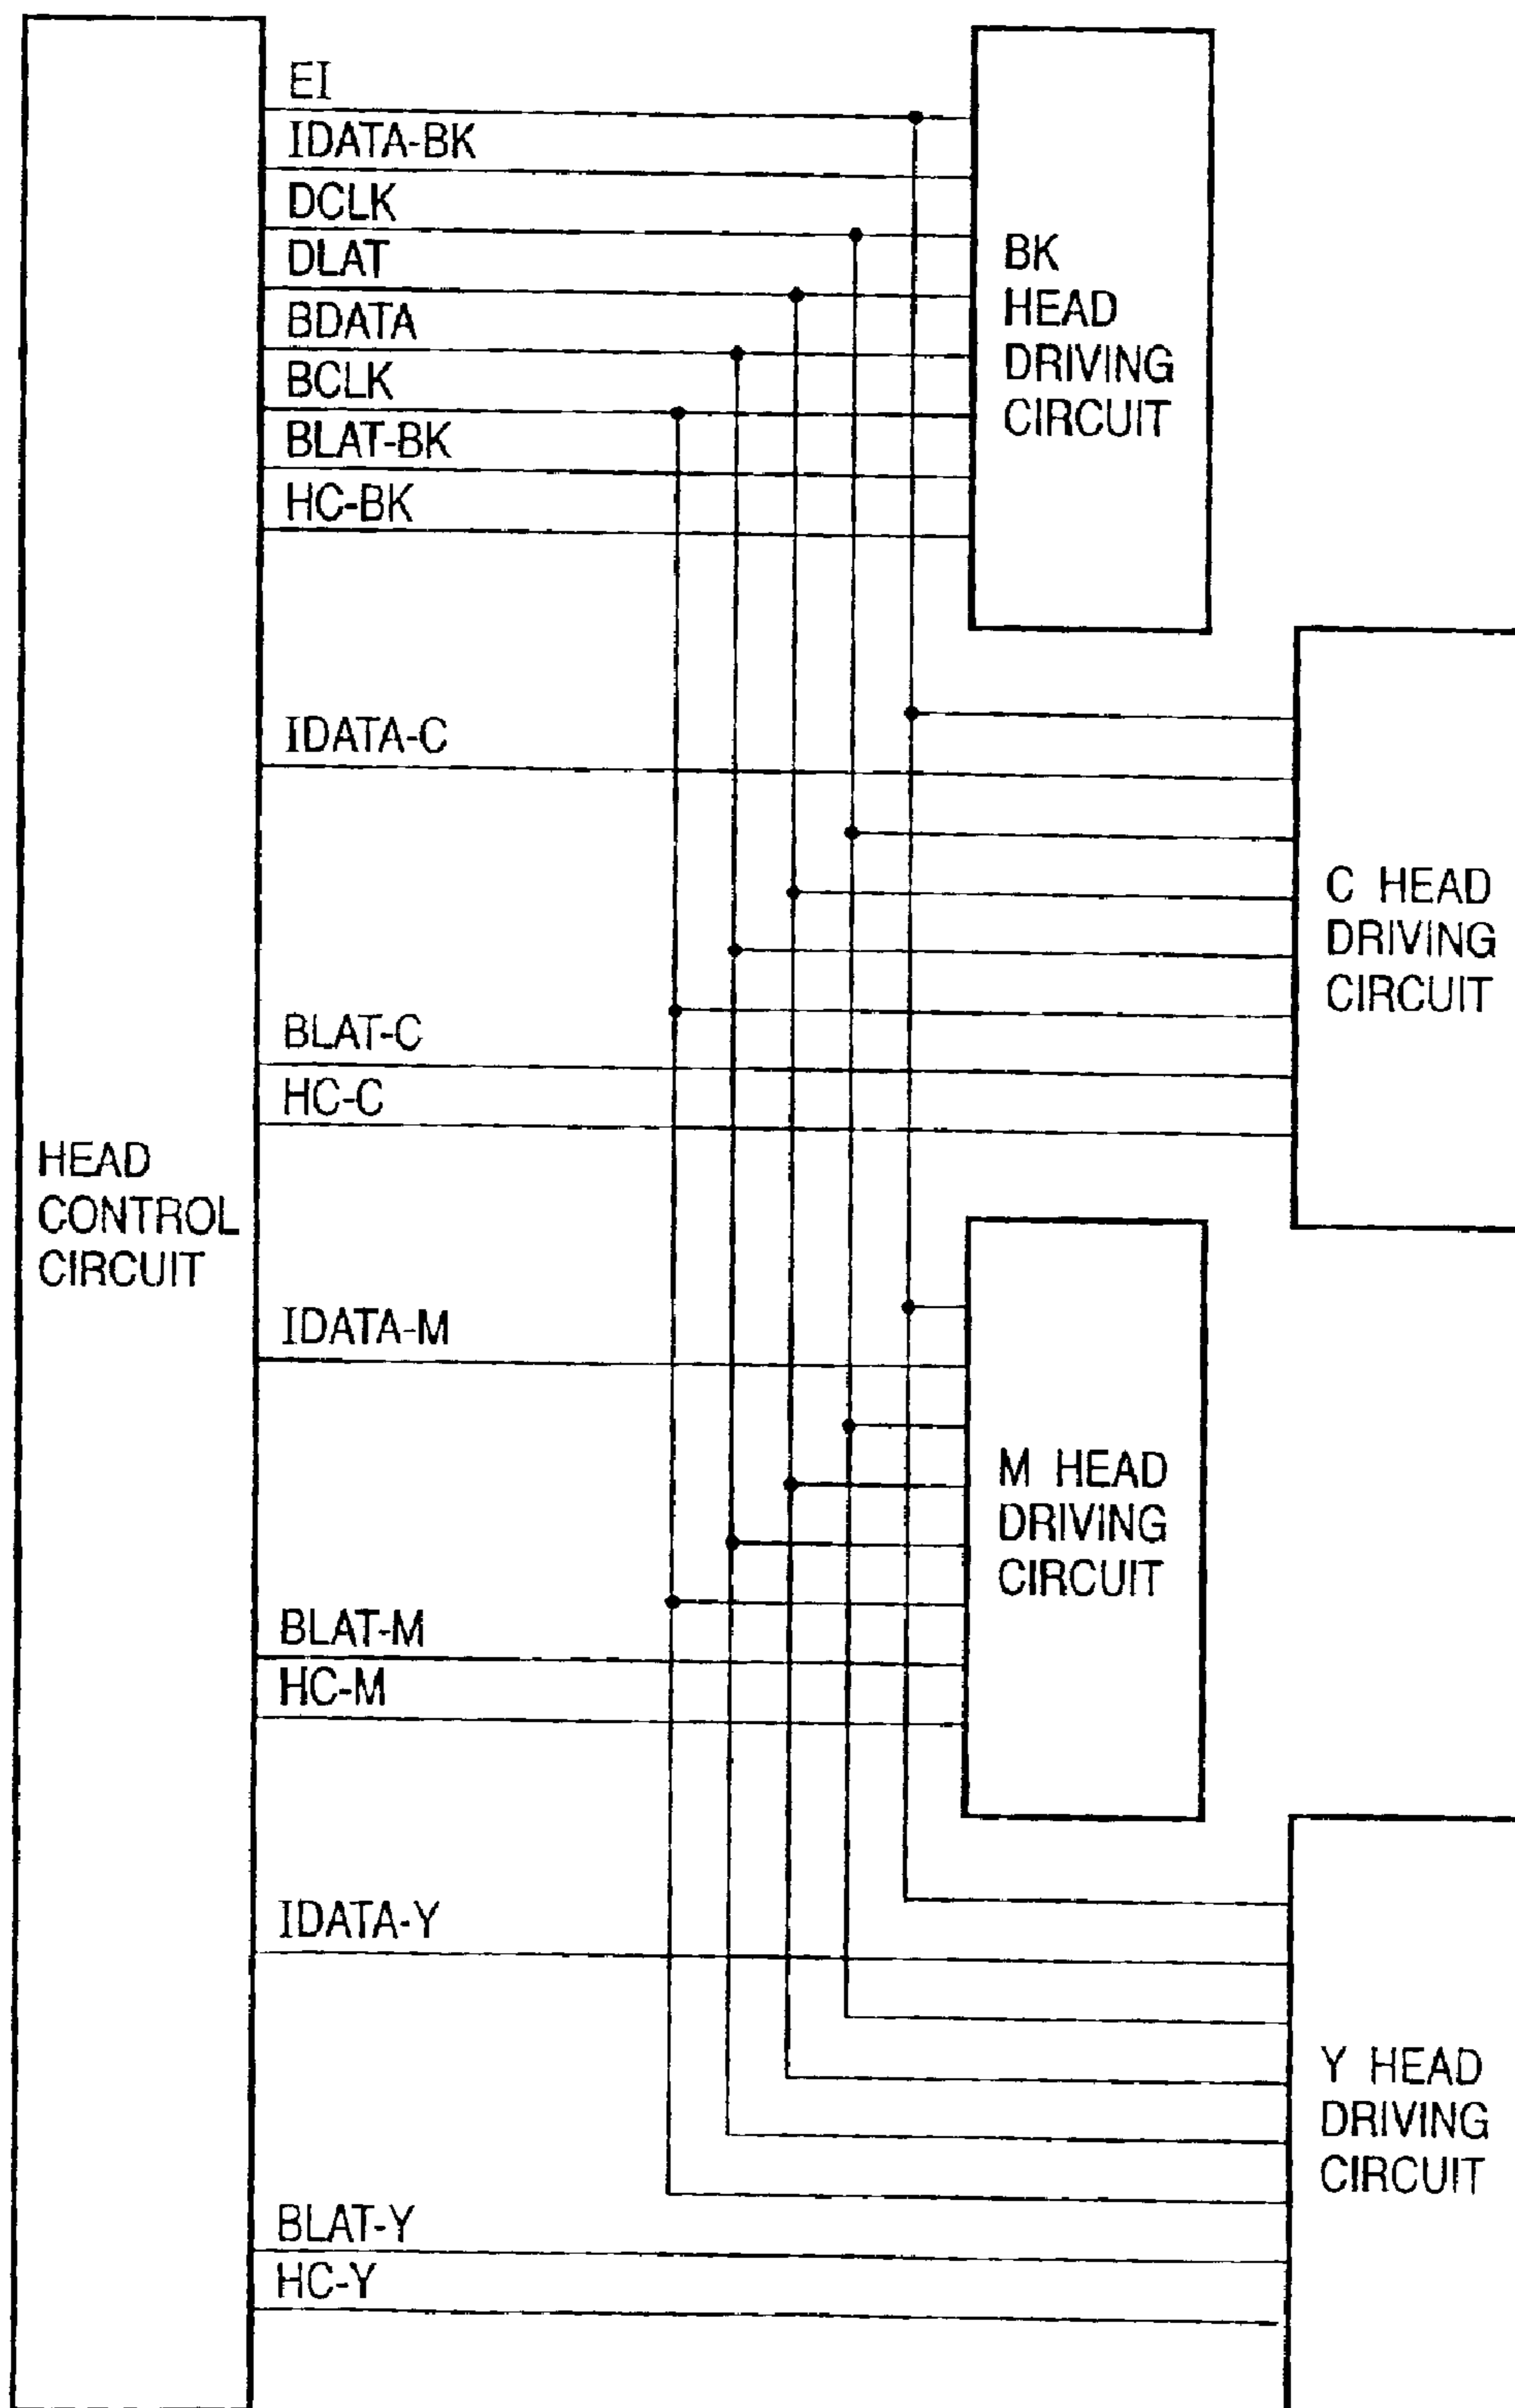 EI
IDATA-BK
DCLK
DLAT
BDATA
BCLK
BLAT-BK
HC-BK
BK
HEAD
DRIVING
CIRCUIT
IDATA-C
BLAT-C
HC-C
C HEAD
DRIVING
CIRCUIT
HEAD
CONTROL
CIRCUIT
IDATA-M
BLAT-M
HC-M
M HEAD
DRIVING
CIRCUIT
IDATA-Y
BLAT-Y
HC-Y
Y HEAD
DRIVING
CIRCUIT